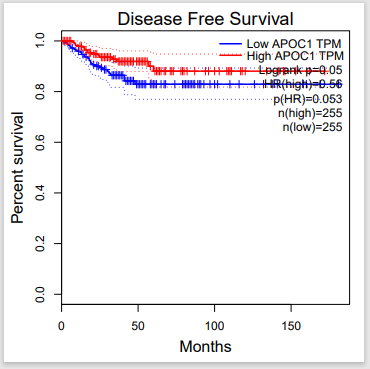 Disease Free Survival
Low APOC1 TPM
High APOC1 TPM
Logrank p=0.05
HR(high)=0.56
p(HR)=0.053
n(high)=255
n(low)=255
Percent survival
1.0
0.8
0.6
0.4
0.2
0.0
0 50 100 150
Months